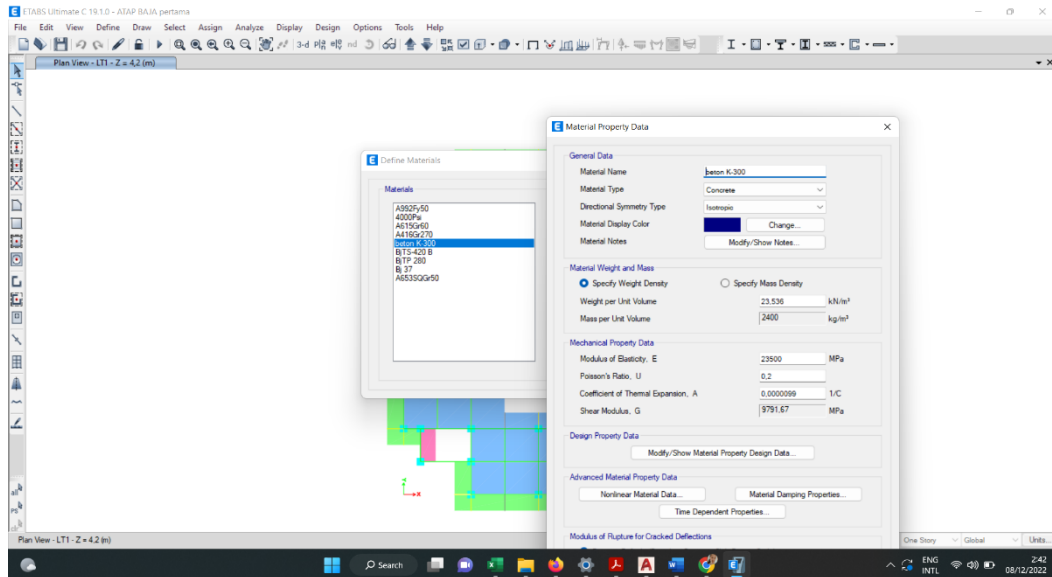 ETABS Ultimate C 19.1.0 - ATAP BAJA pertama
File Edit View Define Draw Select Assign Analyze Display Design Options Tools Help
3-d
nd
Plan View - LT1 - Z = 4,2 (m)
Define Materials
Materials
A992Fy50
4000Psi
A615Gr60
A416Gr270
beton K-300
BjTS-420 B
BjTP 280
Bj 37
A653SQGr50
Material Property Data
General Data
Material Name beton K-300
Material Type Concrete
Directional Symmetry Type Isotropic
Material Display Color Change...
Material Notes Modify/Show Notes...
Material Weight and Mass
Specify Weight Density Specify Mass Density
Weight per Unit Volume 23,536 kN/m³
Mass per Unit Volume 2400 kg/m³
Mechanical Property Data
Modulus of Elasticity, E 23500 MPa
Poisson's Ratio, U 0,2
Coefficient of Thermal Expansion, A 0,0000099 1/C
Shear Modulus, G 9791.67 MPa
Design Property Data
Modify/Show Material Property Design Data...
Advanced Material Property Data
Nonlinear Material Data... Material Damping Properties...
Time Dependent Properties...
Modulus of Rupture for Cracked Deflections
X
all
PS
Plan View - LT1 - Z = 4,2 (m) One Story Global Units...
Search
ENG
INTL
2:42
08/12/2022